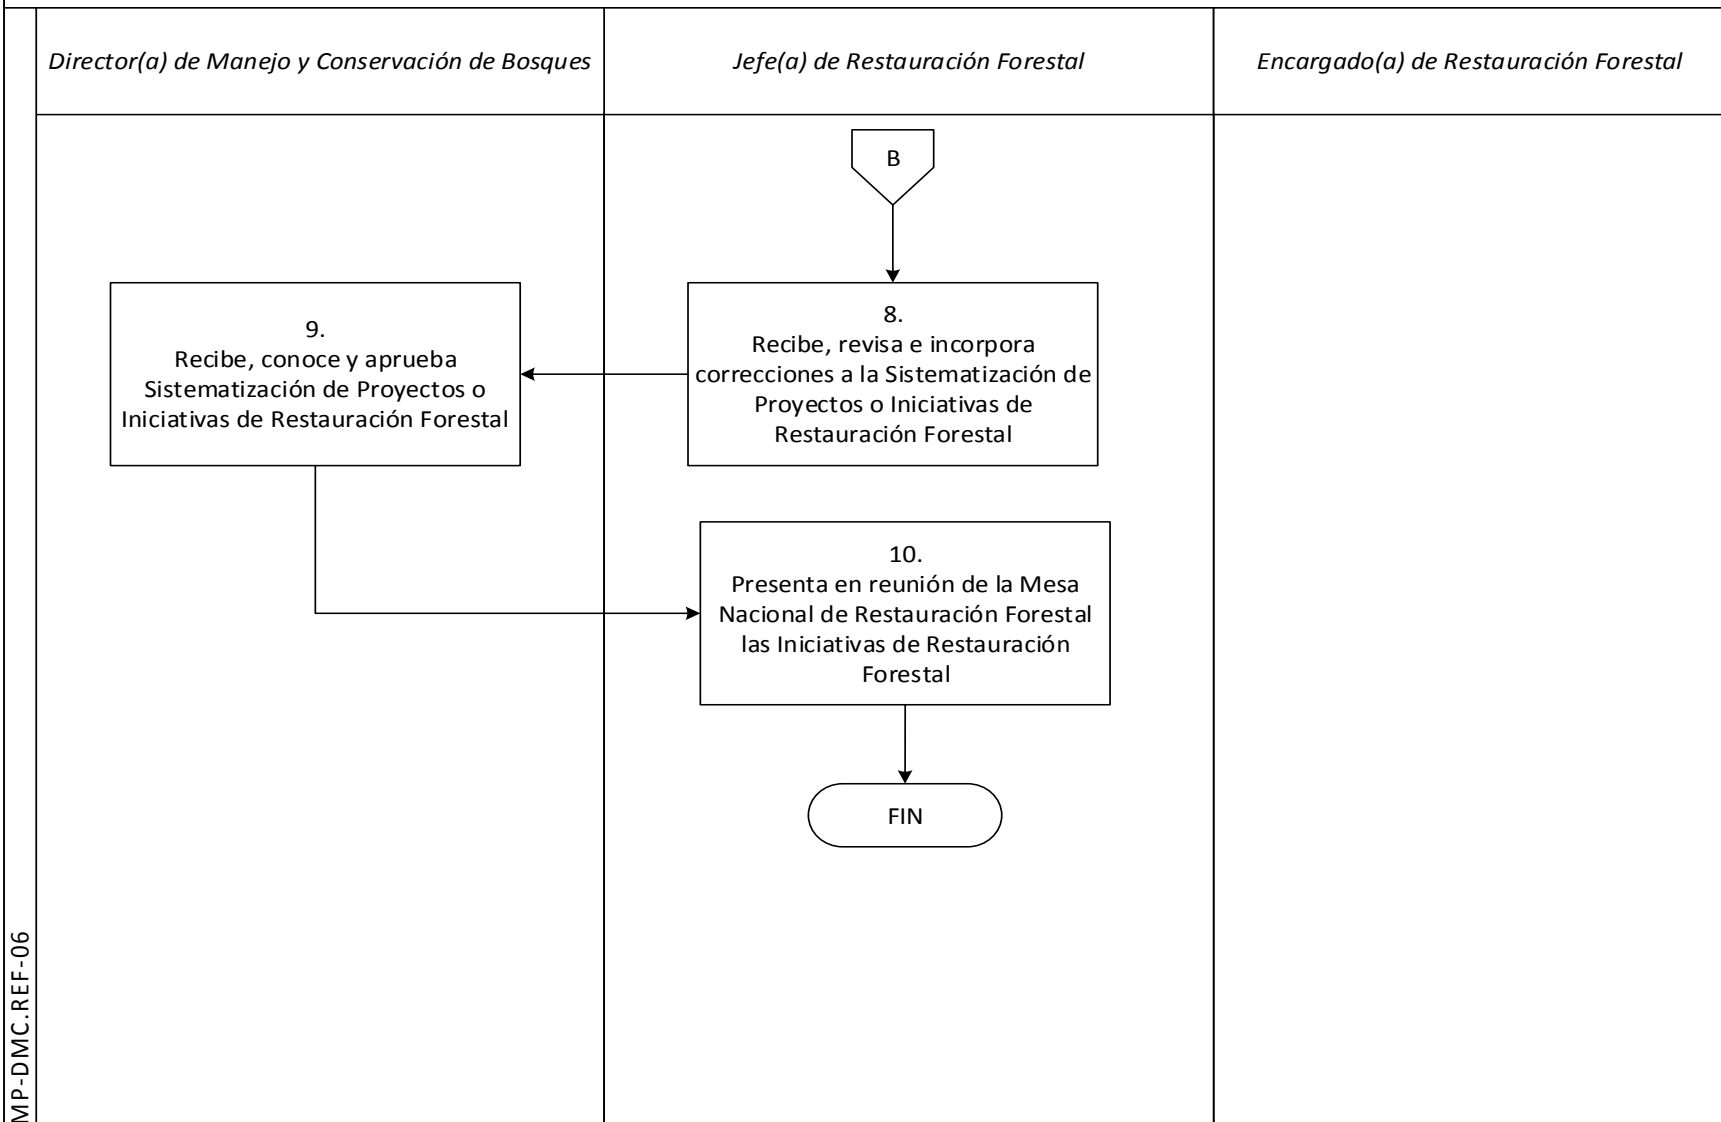 Director(a) de Manejo y Conservación de Bosques
Jefe(a) de Restauración Forestal
Encargado(a) de Restauración Forestal
B
8.
Recibe, revisa e incorpora
correcciones a la Sistematización de
Proyectos o Iniciativas de
Restauración Forestal
9.
Recibe, conoce y aprueba
Sistematización de Proyectos o
Iniciativas de Restauración Forestal
10.
Presenta en reunión de la Mesa
Nacional de Restauración Forestal
las Iniciativas de Restauración
Forestal
FIN
MP-DMC.REF-06